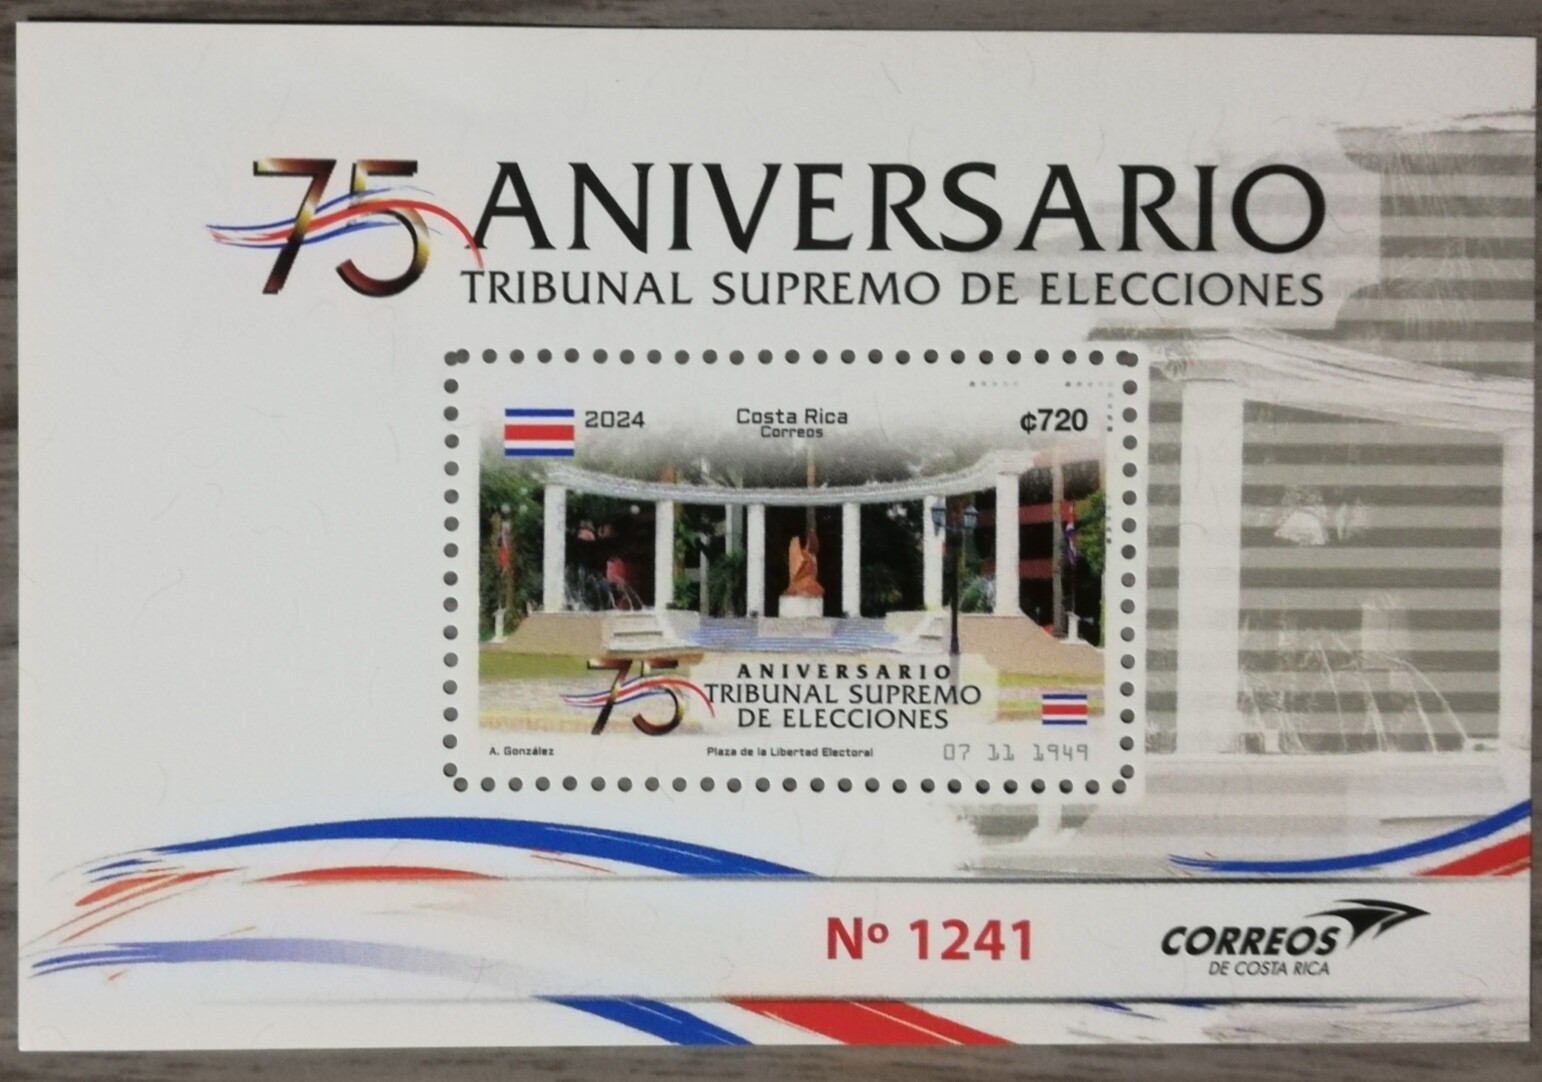 75 ANIVERSARIO
TRIBUNAL SUPREMO DE ELECCIONES
2024
Costa Rica
Correos
¢720
75
ANIVERSARIO
TRIBUNAL SUPREMO
DE ELECCIONES
A. González
Plaza de la Libertad Electoral
07 11 1949
Nº 1241
CORREOS
DE COSTA RICA